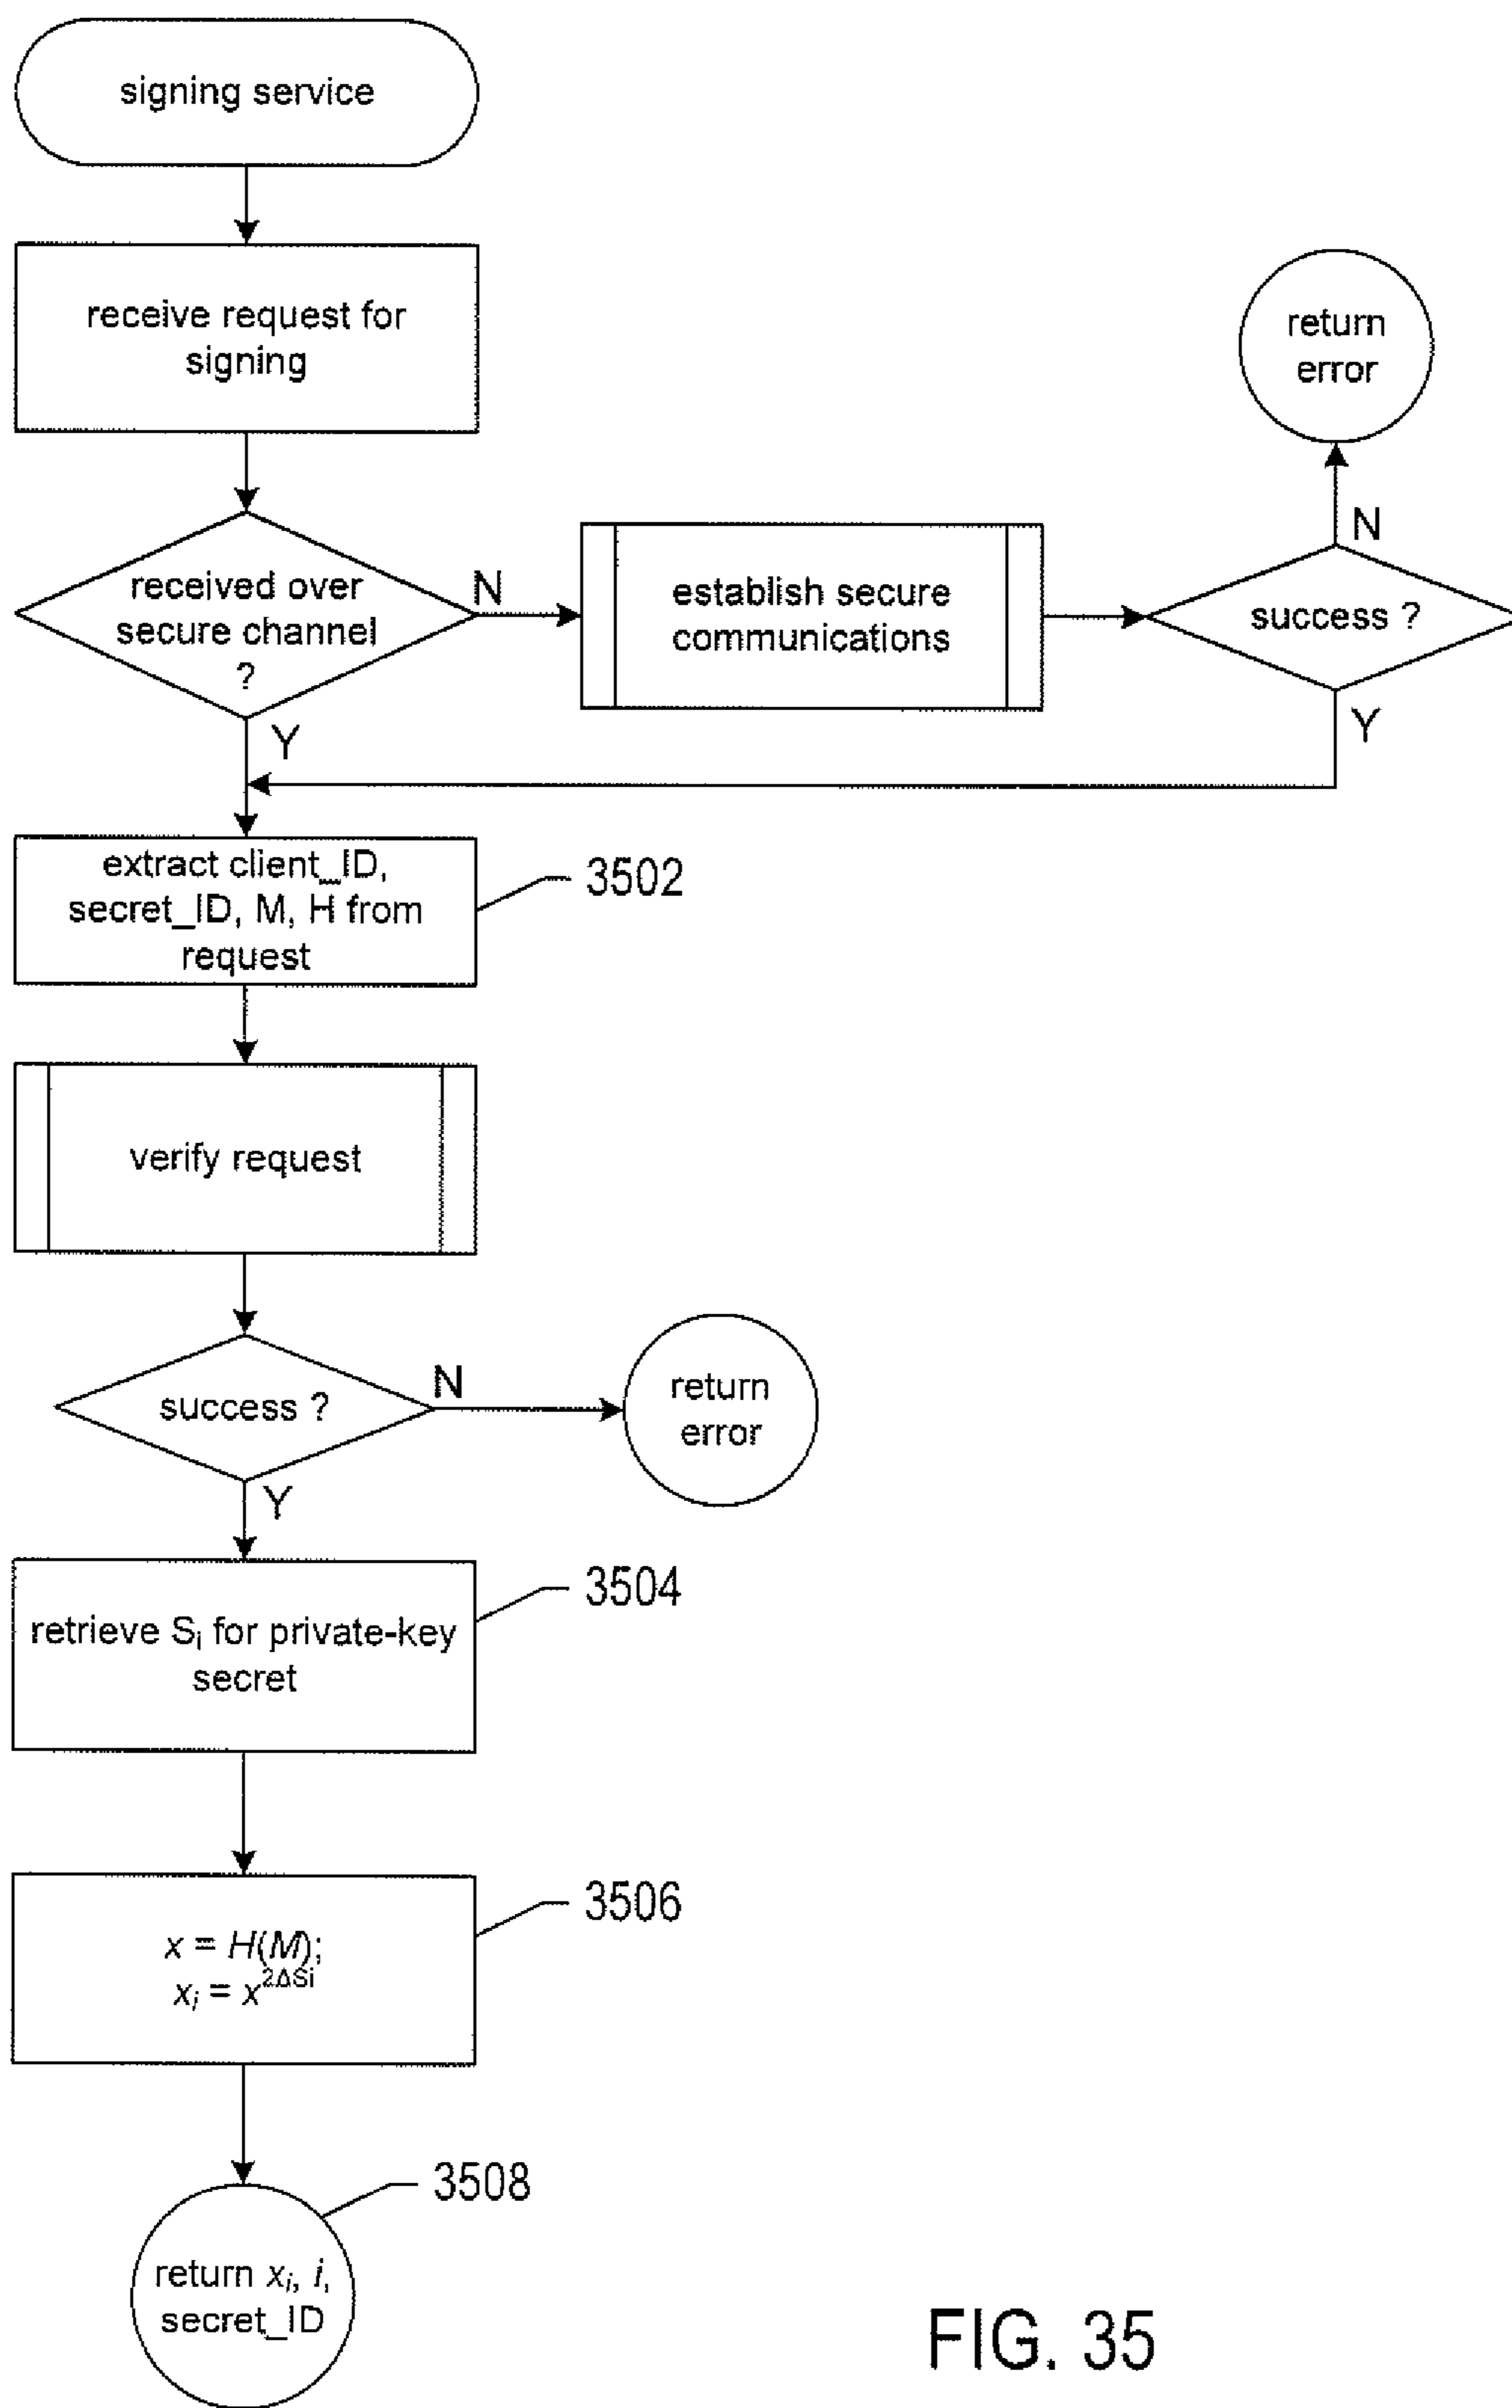 signing service
receive request for
signing
return
error
received over
secure channel
?
N
establish secure
communications
N
success ?
Y
Y
extract client_ID,
secret_ID, M, H from
request
3502
verify request
success ?
N
return
error
Y
retrieve Sᵢ for private-key
secret
3504
x = H(M);
xᵢ = x^2ΔSi
3506
return xᵢ, i,
secret_ID
3508
FIG. 35